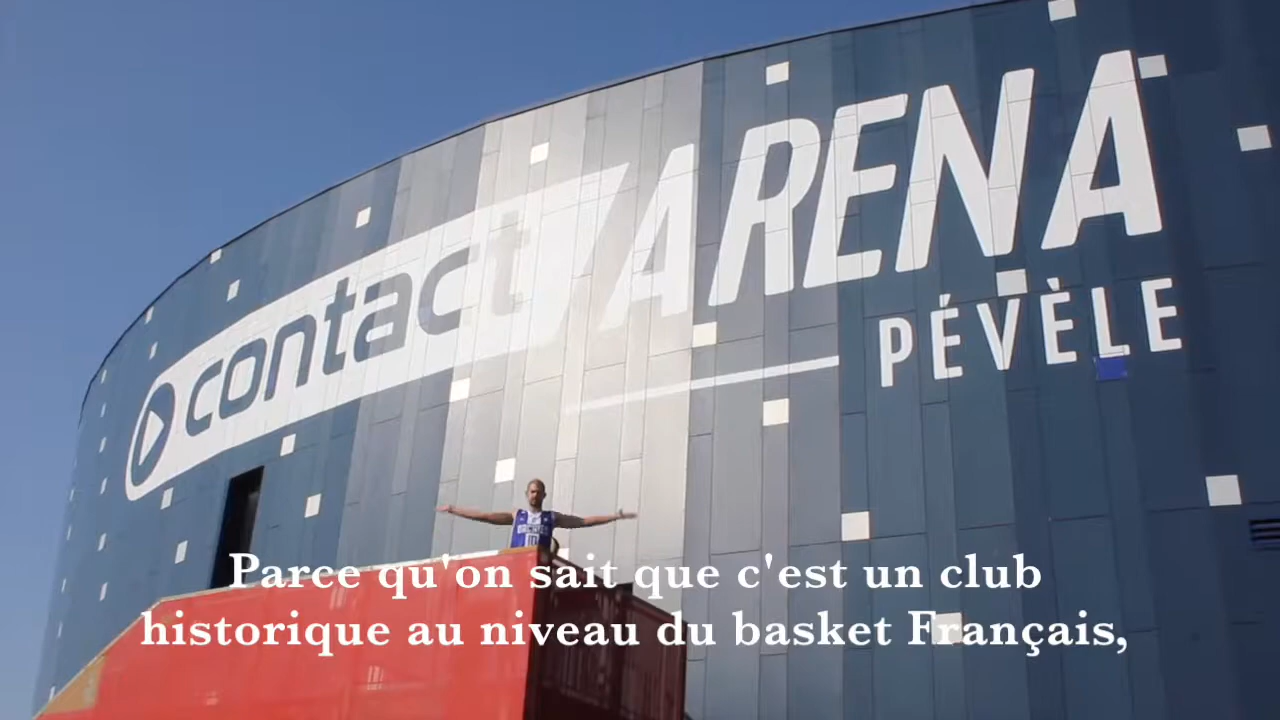 contact ARENA
PÉVÈLE
Parce qu'on sait que c'est un club
historique au niveau du basket Français,